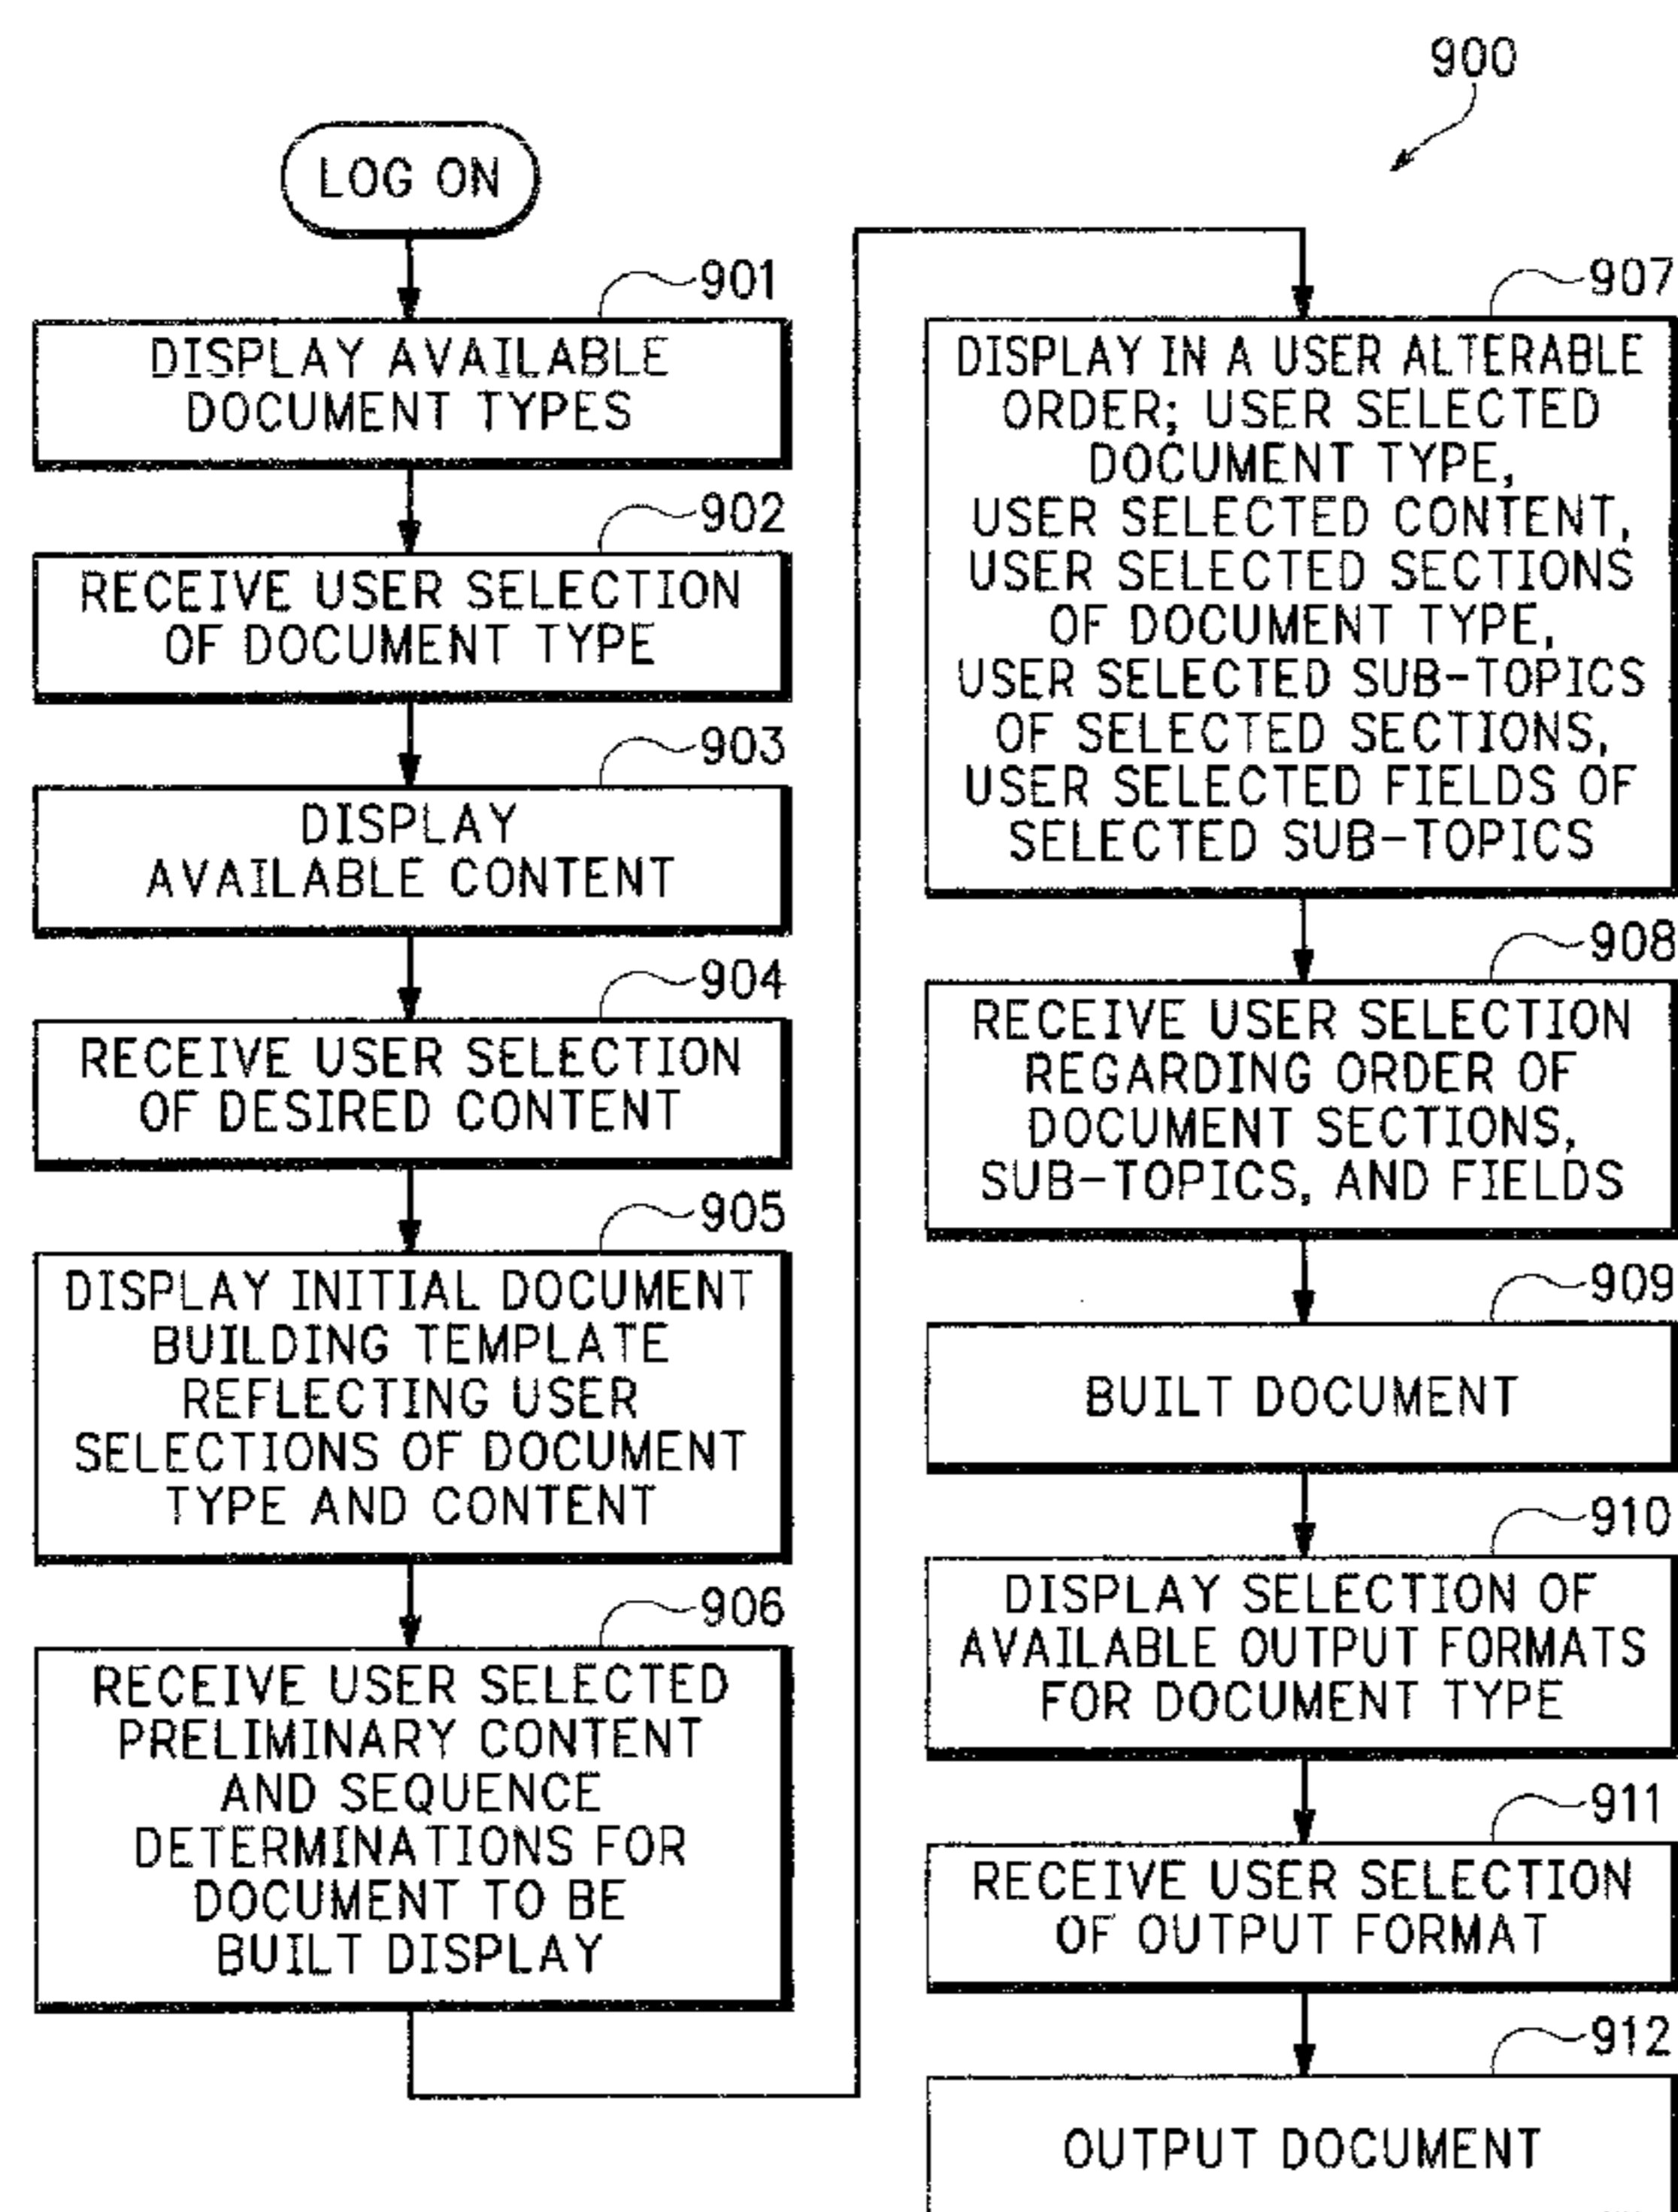 900
LOG ON
901
DISPLAY AVAILABLE
DOCUMENT TYPES
902
RECEIVE USER SELECTION
OF DOCUMENT TYPE
903
DISPLAY
AVAILABLE CONTENT
904
RECEIVE USER SELECTION
OF DESIRED CONTENT
905
DISPLAY INITIAL DOCUMENT
BUILDING TEMPLATE
REFLECTING USER
SELECTIONS OF DOCUMENT
TYPE AND CONTENT
906
RECEIVE USER SELECTED
PRELIMINARY CONTENT
AND SEQUENCE
DETERMINATIONS FOR
DOCUMENT TO BE
BUILT DISPLAY
907
DISPLAY IN A USER ALTERABLE
ORDER; USER SELECTED
DOCUMENT TYPE,
USER SELECTED CONTENT,
USER SELECTED SECTIONS
OF DOCUMENT TYPE,
USER SELECTED SUB-TOPICS
OF SELECTED SECTIONS,
USER SELECTED FIELDS OF
SELECTED SUB-TOPICS
908
RECEIVE USER SELECTION
REGARDING ORDER OF
DOCUMENT SECTIONS,
SUB-TOPICS, AND FIELDS
909
BUILT DOCUMENT
910
DISPLAY SELECTION OF
AVAILABLE OUTPUT FORMATS
FOR DOCUMENT TYPE
911
RECEIVE USER SELECTION
OF OUTPUT FORMAT
912
OUTPUT DOCUMENT